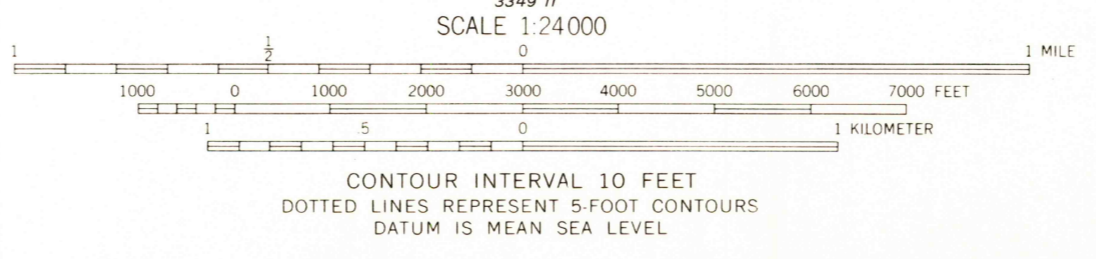 3349 II
SCALE 1:24000
1 1/2 0 1 MILE
1000 0 1000 2000 3000 4000 5000 6000 7000 FEET
1 .5 0 1 KILOMETER
CONTOUR INTERVAL 10 FEET
DOTTED LINES REPRESENT 5-FOOT CONTOURS
DATUM IS MEAN SEA LEVEL